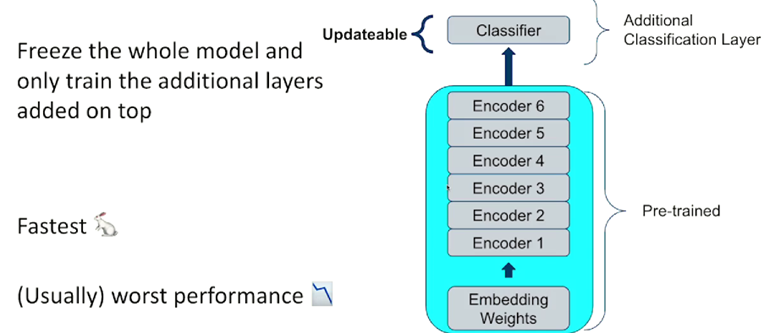 Freeze the whole model and
only train the additional layers
added on top
Fastest 🐇
(Usually) worst performance 📉
Updateable
Classifier
Additional
Classification Layer
Encoder 6
Encoder 5
Encoder 4
Encoder 3
Encoder 2
Encoder 1
Pre-trained
Embedding
Weights